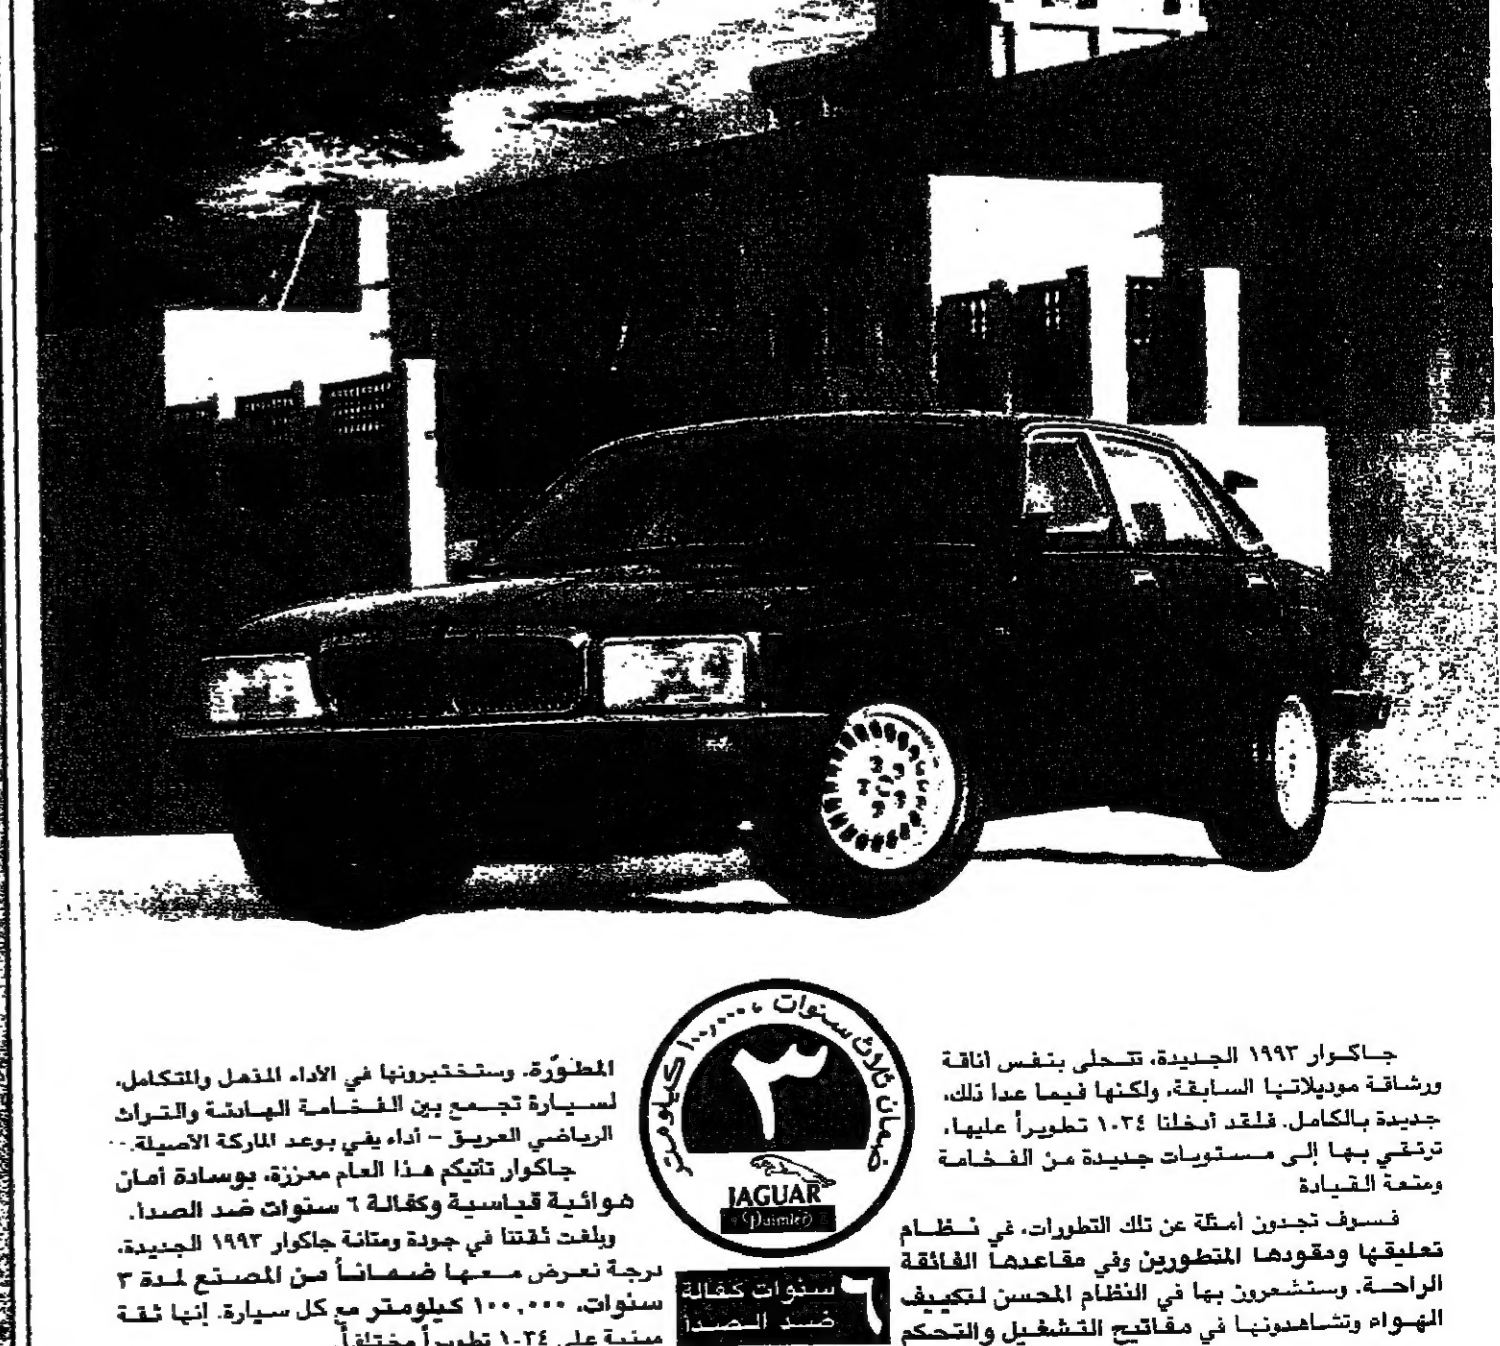 جاكوار ١٩٩٣ الجديدة، تتحلى بنفس أناقة
ورشاقة موديلاتها السابقة، ولكنها فيما عدا ذلك،
جديدة بالكامل. فلقد أدخلنا ١٠٣٤ تطويراً عليها،
ترتقي بها إلى مستويات جديدة من الفخامة
ومتعة القيادة
فسوف تجدون أمثلة عن تلك التطورات، في نظام
تعليقها ومقودها المتطورين وفي مقاعدها الفائقة
الراحة. وستشعرون بها في النظام المحسن لتكييف
الهواء وتشاهدونها في مفاتيح التشغيل والتحكم
ضمان ثلاث سنوات ١٠٠,٠٠٠ كيلومتر
٣
JAGUAR
Daimler
٦ سنوات كفالة
ضد الصدأ
المطوّرة. وستختبرونها في الأداء المذهل والمتكامل،
لسيارة تجمع بين الفخامة الهادئة والتراث
الرياضي العريق – أداء يفي بوعد الماركة الأصيلة.
جاكوار تأتيكم هذا العام معززة، بوسادة أمان
هوائية قياسية وكفالة ٦ سنوات ضد الصدا.
وبلغت ثقتنا في جودة ومتانة جاكوار ١٩٩٣ الجديدة،
درجة نعرض معها ضماناً من المصنع لمدة ٣
سنوات، ١٠٠,٠٠٠ كيلومتر مع كل سيارة. إنها ثقة
مبنية على ١٠٣٤ تطويراً مختلفاً.